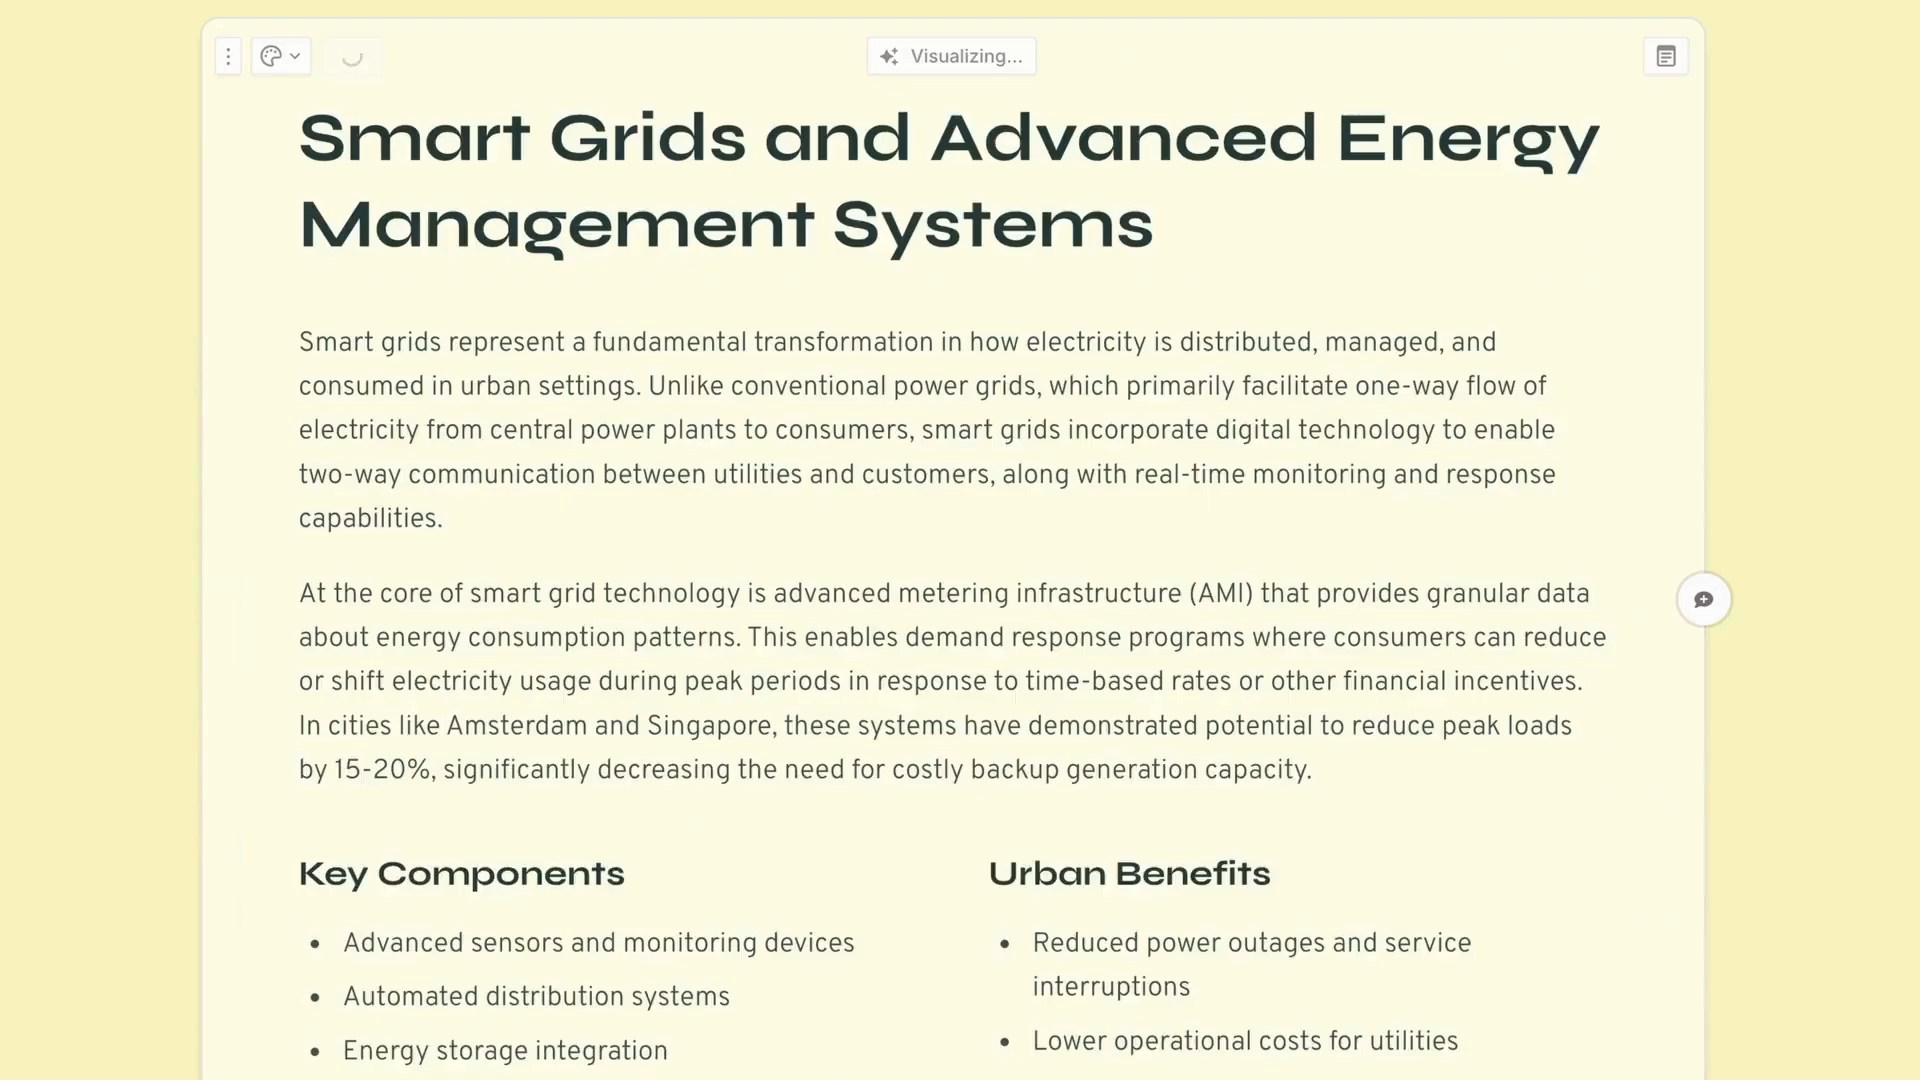 Visualizing...
Smart Grids and Advanced Energy
Management Systems
Smart grids represent a fundamental transformation in how electricity is distributed, managed, and
consumed in urban settings. Unlike conventional power grids, which primarily facilitate one-way flow of
electricity from central power plants to consumers, smart grids incorporate digital technology to enable
two-way communication between utilities and customers, along with real-time monitoring and response
capabilities.
At the core of smart grid technology is advanced metering infrastructure (AMI) that provides granular data
about energy consumption patterns. This enables demand response programs where consumers can reduce
or shift electricity usage during peak periods in response to time-based rates or other financial incentives.
In cities like Amsterdam and Singapore, these systems have demonstrated potential to reduce peak loads
by 15-20%, significantly decreasing the need for costly backup generation capacity.
Key Components
• Advanced sensors and monitoring devices
• Automated distribution systems
• Energy storage integration
Urban Benefits
• Reduced power outages and service
interruptions
• Lower operational costs for utilities